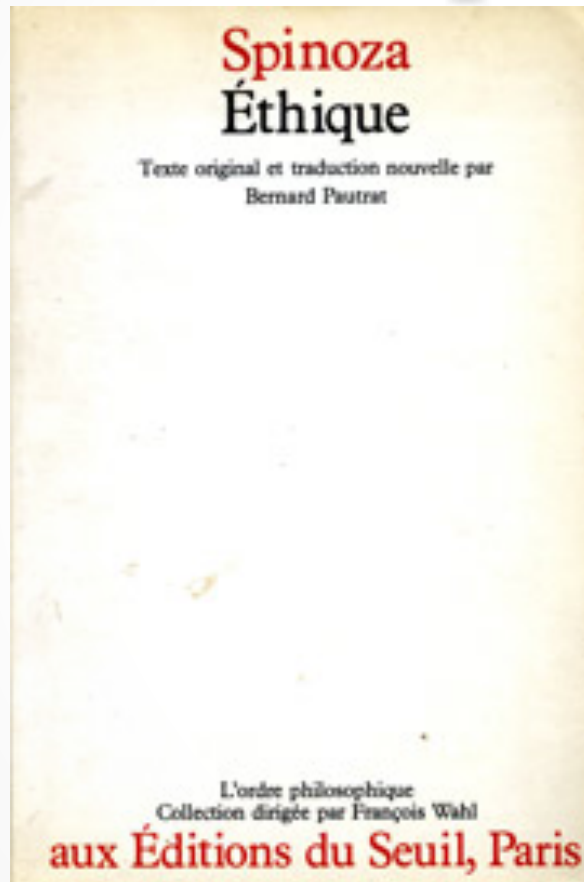 Spinoza
Éthique
Texte original et traduction nouvelle par
Bernard Pautrat
L'ordre philosophique
Collection dirigée par François Wahl
aux Éditions du Seuil, Paris